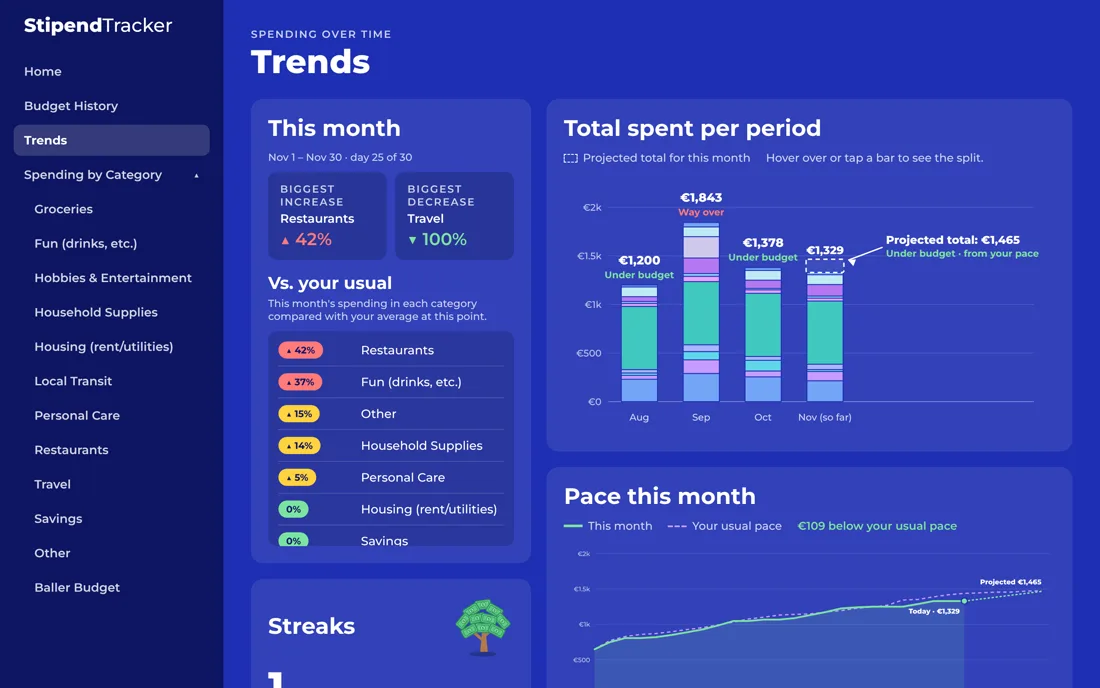 StipendTracker
Home
Budget History
Trends
Spending by Category ▲
Groceries
Fun (drinks, etc.)
Hobbies & Entertainment
Household Supplies
Housing (rent/utilities)
Local Transit
Personal Care
Restaurants
Travel
Savings
Other
Baller Budget
SPENDING OVER TIME
Trends
This month
Nov 1 – Nov 30 · day 25 of 30
BIGGEST
INCREASE
Restaurants
▲ 42%
BIGGEST
DECREASE
Travel
▼ 100%
Vs. your usual
This month's spending in each category
compared with your average at this point.
▲ 42% Restaurants
▲ 37% Fun (drinks, etc.)
▲ 15% Other
▲ 14% Household Supplies
▲ 5% Personal Care
0% Housing (rent/utilities)
0% Savings
Streaks
1
Total spent per period
Projected total for this month Hover over or tap a bar to see the split.
€2k
€1.5k
€1k
€500
€0
€1,200
Under budget
€1,843
Way over
€1,378
Under budget
€1,329
Projected total: €1,465
Under budget · from your pace
Aug Sep Oct Nov (so far)
Pace this month
This month Your usual pace €109 below your usual pace
€2k
€1.5k
€1k
€500
Projected €1,465
Today · €1,329